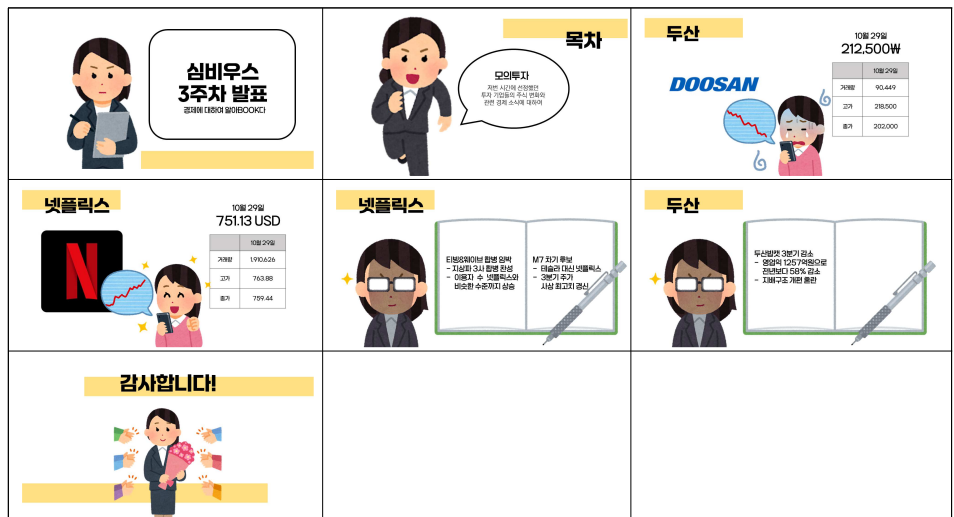 심비우스
3주차 발표
경제에 대하여 알아BOOK다
목차
모의투자
저번 시간에 선정했던
투자 기업들의 주식 변화와
관련 경제 소식에 대하여
두산
10월 29일
212,500₩
DOOSAN
10월 29일
거래량 90,449
고가 218,500
종가 202,000
넷플릭스
10월 29일
751.13 USD
N
10월 29일
거래량 1,910,626
고가 763.88
종가 759.44
넷플릭스
티빙&웨이브 합병 임박
- 지상파 3사 합병 찬성
- 이용자 수 넷플릭스와
비슷한 수준까지 상승
M7 차기 후보
- 테슬라 대신 넷플릭스
- 3분기 주가
사상 최고치 경신
두산
두산밥캣 3분기 감소
- 영업익 1257억원으로
전년보다 58% 감소
- 지배구조 개편 혼란
감사합니다!